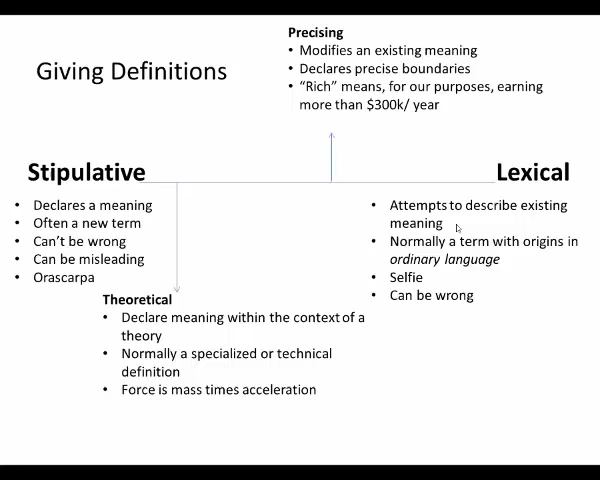 Giving Definitions
Precising
• Modifies an existing meaning
• Declares precise boundaries
• “Rich” means, for our purposes, earning
more than $300k/ year
Stipulative
• Declares a meaning
• Often a new term
• Can’t be wrong
• Can be misleading
• Orascarpa
Lexical
• Attempts to describe existing
meaning
• Normally a term with origins in
ordinary language
• Selfie
• Can be wrong
Theoretical
• Declare meaning within the context of a
theory
• Normally a specialized or technical
definition
• Force is mass times acceleration